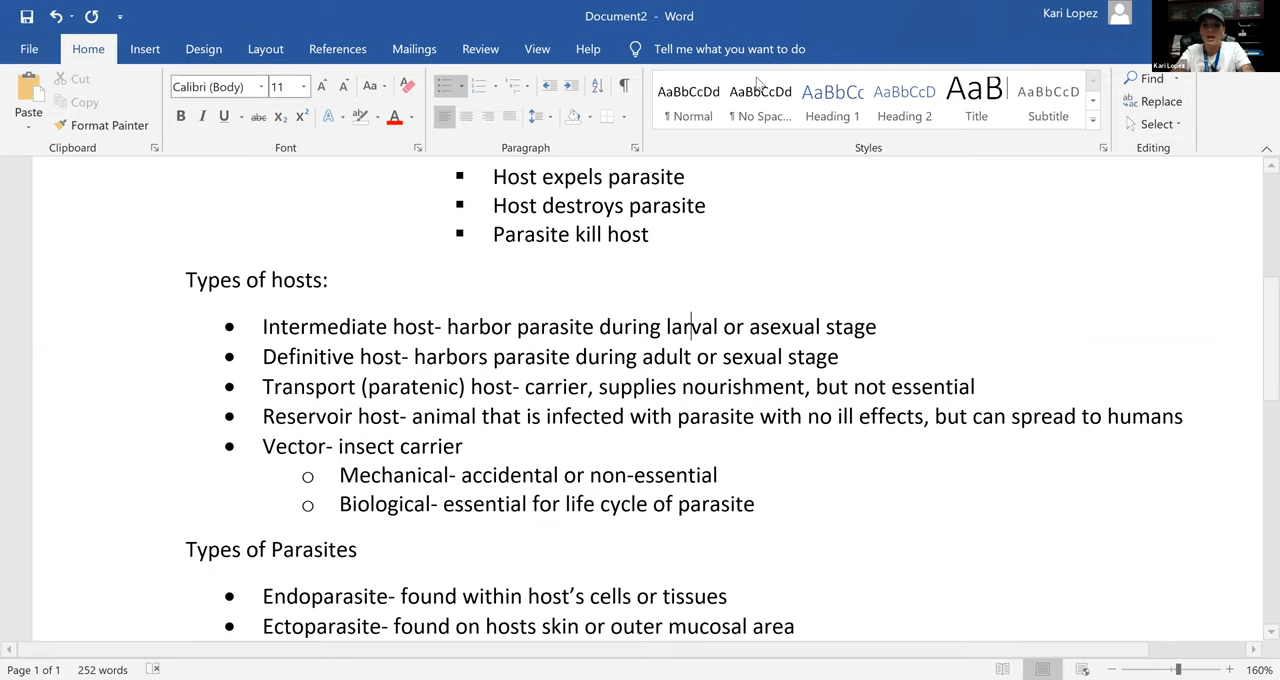 Document2 - Word
Kari Lopez
Kari Lopez
File Home Insert Design Layout References Mailings Review View Help Tell me what you want to do
Paste
Cut
Copy
Format Painter
Clipboard
Calibri (Body) 11
Aa
B I U abc X₂ X²
A A
Font
Paragraph
AaBbCcDd AaBbCcDd AaBbCc AaBbCcD AaB AaBbCcD
¶ Normal ¶ No Spac... Heading 1 Heading 2 Title Subtitle
Styles
Find
Replace
Select
Editing
▪ Host expels parasite
▪ Host destroys parasite
▪ Parasite kill host
Types of hosts:
• Intermediate host- harbor parasite during larval or asexual stage
• Definitive host- harbors parasite during adult or sexual stage
• Transport (paratenic) host- carrier, supplies nourishment, but not essential
• Reservoir host- animal that is infected with parasite with no ill effects, but can spread to humans
• Vector- insect carrier
o Mechanical- accidental or non-essential
o Biological- essential for life cycle of parasite
Types of Parasites
• Endoparasite- found within host's cells or tissues
• Ectoparasite- found on hosts skin or outer mucosal area
Page 1 of 1 252 words
160%